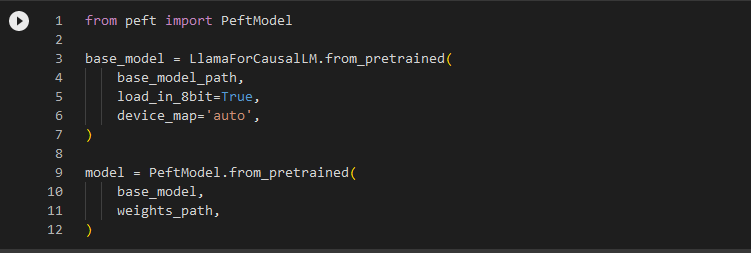 1 from peft import PeftModel
2
3 base_model = LlamaForCausalLM.from_pretrained(
4     base_model_path,
5     load_in_8bit=True,
6     device_map='auto',
7 )
8
9 model = PeftModel.from_pretrained(
10     base_model,
11     weights_path,
12 )